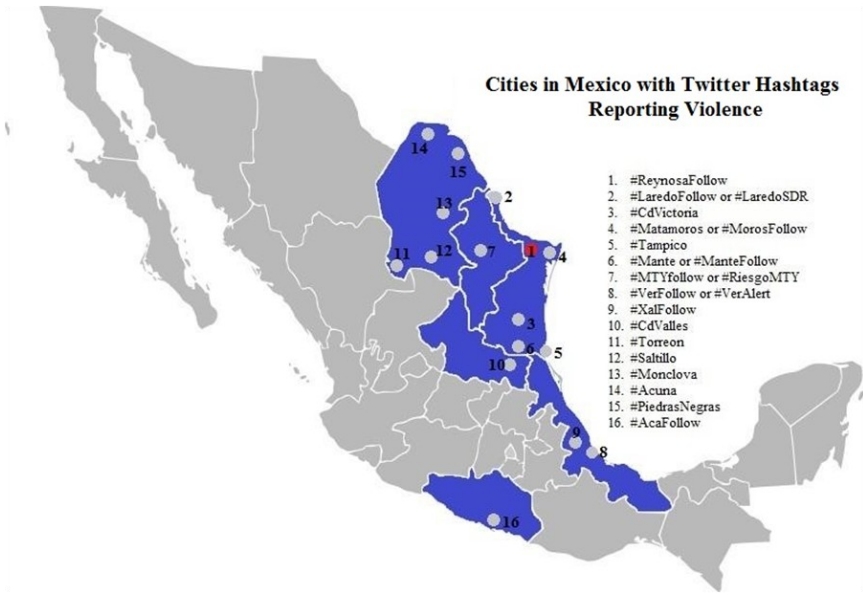 Cities in Mexico with Twitter Hashtags
Reporting Violence
1. #ReynosaFollow
2. #LaredoFollow or #LaredoSDR
3. #CdVictoria
4. #Matamoros or #MorosFollow
5. #Tampico
6. #Mante or #ManteFollow
7. #MTYfollow or #RiesgoMTY
8. #VerFollow or #VerAlert
9. #XalFollow
10. #CdValles
11. #Torreon
12. #Saltillo
13. #Monclova
14. #Acuna
15. #PiedrasNegras
16. #AcaFollow
14
15
2
13
1
4
7
12
11
3
6
5
10
9
8
16